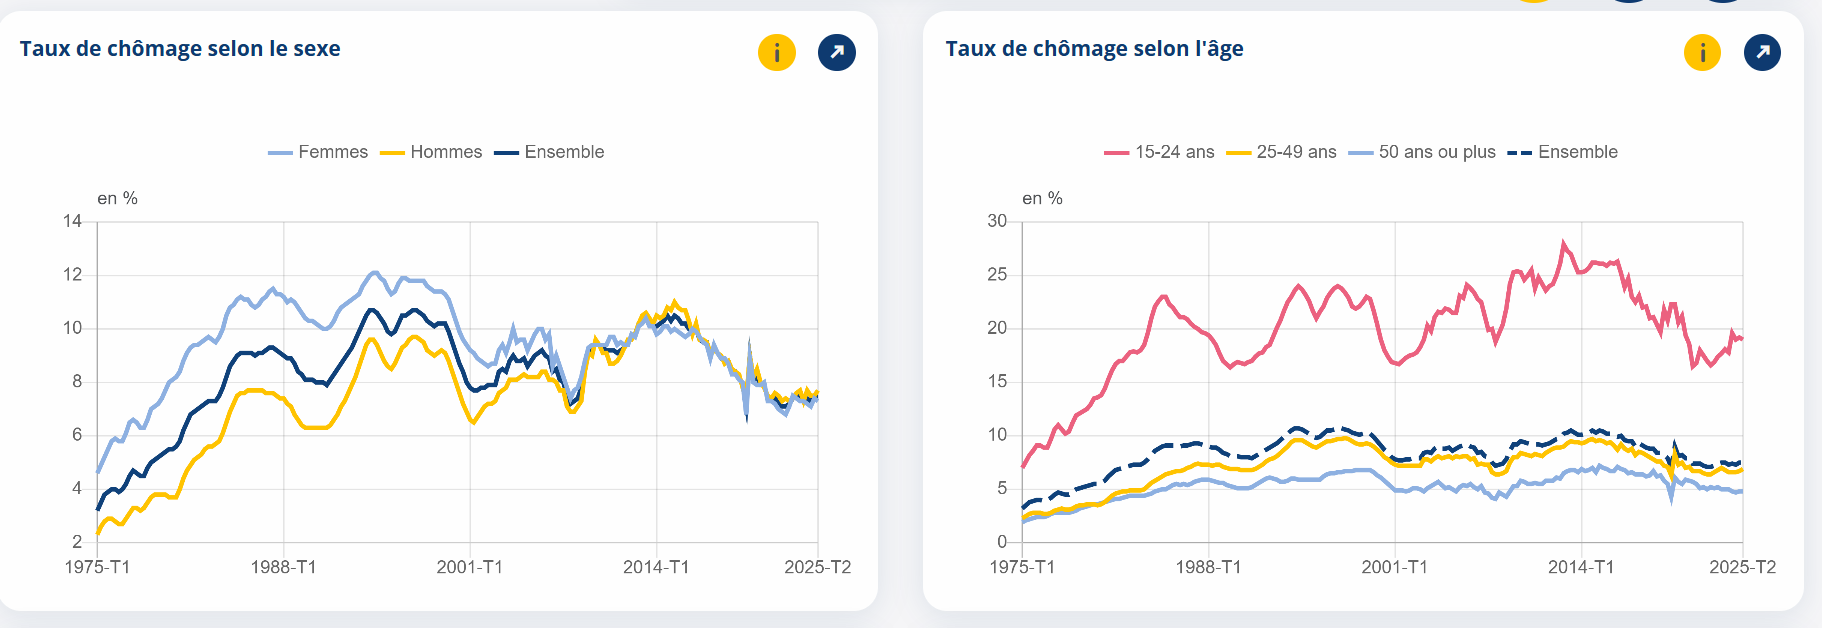 Taux de chômage selon le sexe
Femmes Hommes Ensemble
en %
14
12
10
8
6
4
2
1975-T1 1988-T1 2001-T1 2014-T1 2025-T2
Taux de chômage selon l'âge
15-24 ans 25-49 ans 50 ans ou plus Ensemble
en %
30
25
20
15
10
5
0
1975-T1 1988-T1 2001-T1 2014-T1 2025-T2